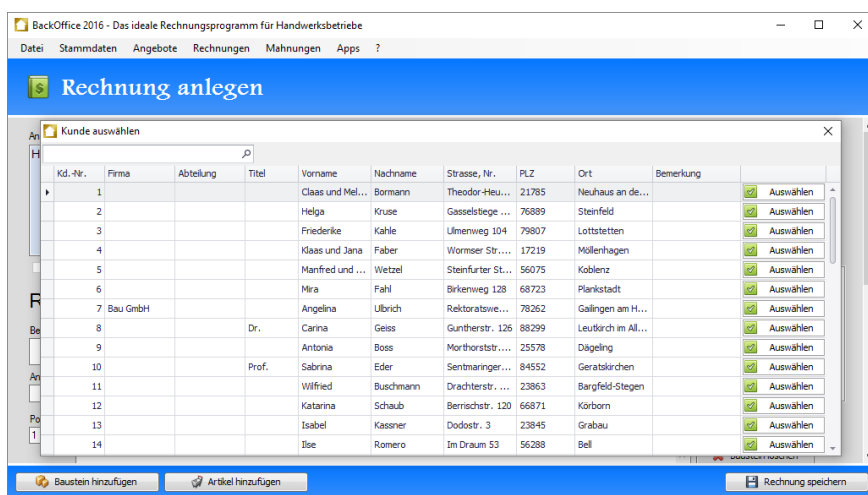 BackOffice 2016 - Das ideale Rechnungsprogramm für Handwerksbetriebe
Datei Stammdaten Angebote Rechnungen Mahnungen Apps ?
Rechnung anlegen
Kunde auswählen
Kd.-Nr. Firma Abteilung Titel Vorname Nachname Strasse, Nr. PLZ Ort Bemerkung
1 Claas und Mel... Bormann Theodor-Heu... 21785 Neuhaus an de... Auswählen
2 Helga Kruse Gasselstiege ... 76889 Steinfeld Auswählen
3 Friederike Kahle Ulmenweg 104 79807 Lottstetten Auswählen
4 Klaas und Jana Faber Wormser Str.... 17219 Möllenhagen Auswählen
5 Manfred und ... Wetzel Steinfurter St... 56075 Koblenz Auswählen
6 Mira Fahl Birkenweg 128 68723 Plankstadt Auswählen
7 Bau GmbH Angelina Ulbrich Rektoratswe... 78262 Gailingen am H... Auswählen
8 Dr. Carina Geiss Guntherstr. 126 88299 Leutkirch im All... Auswählen
9 Antonia Boss Morthorststr.... 25578 Dägeling Auswählen
10 Prof. Sabrina Eder Sentmaringer... 84552 Geratskirchen Auswählen
11 Wilfried Buschmann Drachterstr. ... 23863 Bargfeld-Stegen Auswählen
12 Katarina Schaub Berrischstr. 120 66871 Körborn Auswählen
13 Isabel Kassner Dodostr. 3 23845 Grabau Auswählen
14 Ilse Romero Im Draum 53 56288 Bell Auswählen
An
H
R
Be
An
Po
1
Baustein hinzufügen Artikel hinzufügen Rechnung speichern